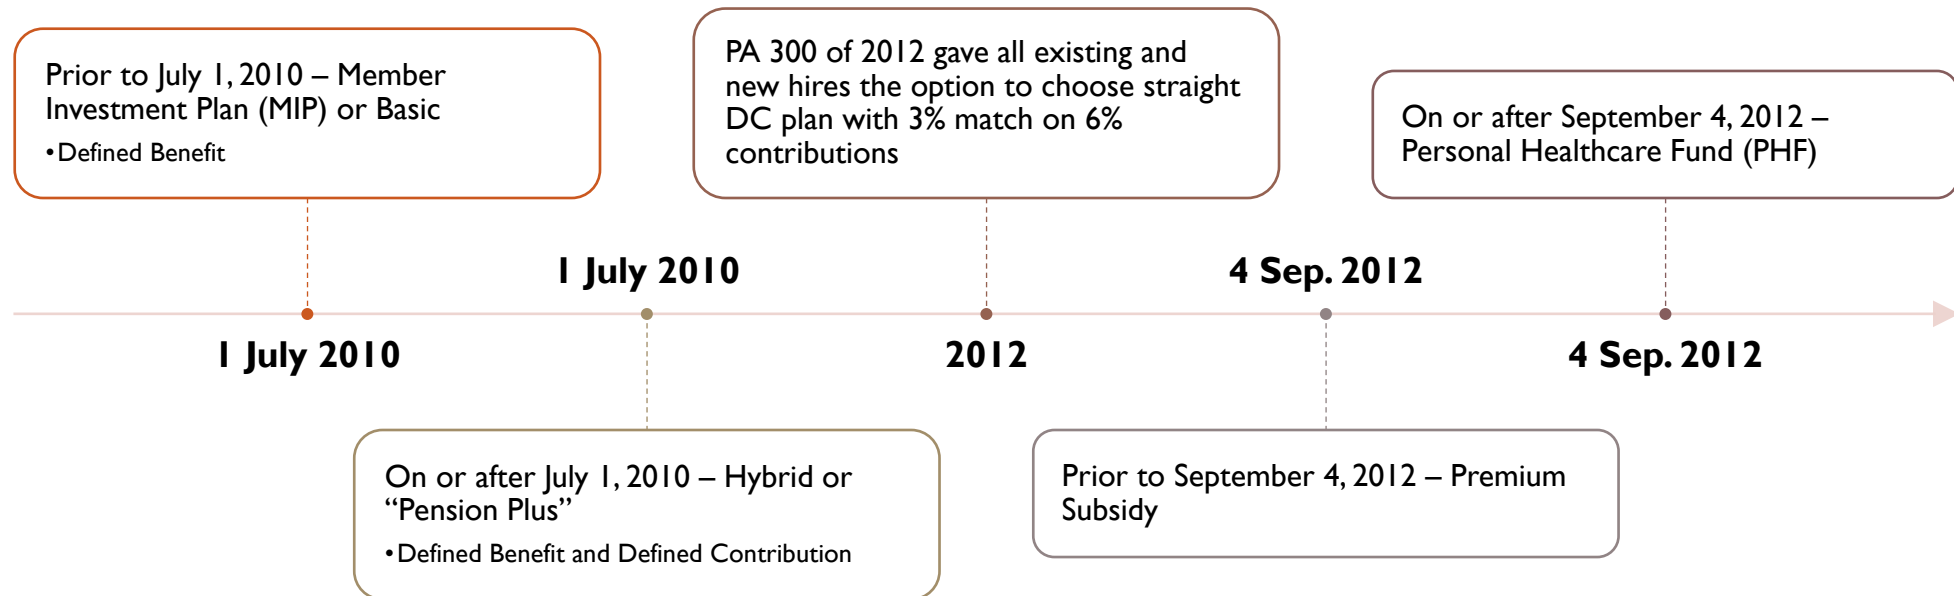 Prior to July 1, 2010 – Member
Investment Plan (MIP) or Basic
•Defined Benefit
PA 300 of 2012 gave all existing and
new hires the option to choose straight
DC plan with 3% match on 6%
contributions
On or after September 4, 2012 –
Personal Healthcare Fund (PHF)
1 July 2010
4 Sep. 2012
1 July 2010
2012
4 Sep. 2012
On or after July 1, 2010 – Hybrid or
“Pension Plus”
•Defined Benefit and Defined Contribution
Prior to September 4, 2012 – Premium
Subsidy